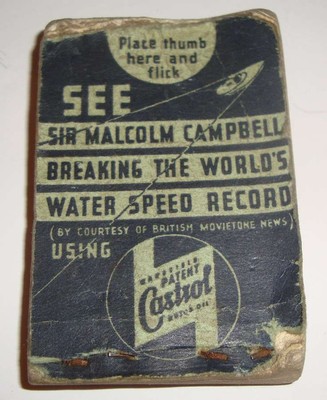 Place thumb
here and
flick
SEE
SIR MALCOLM CAMPBELL
BREAKING THE WORLD'S
WATER SPEED RECORD
(BY COURTESY OF BRITISH MOVIETONE NEWS)
USING
WAKEFIELD
PATENT
Castrol
MOTOR OIL